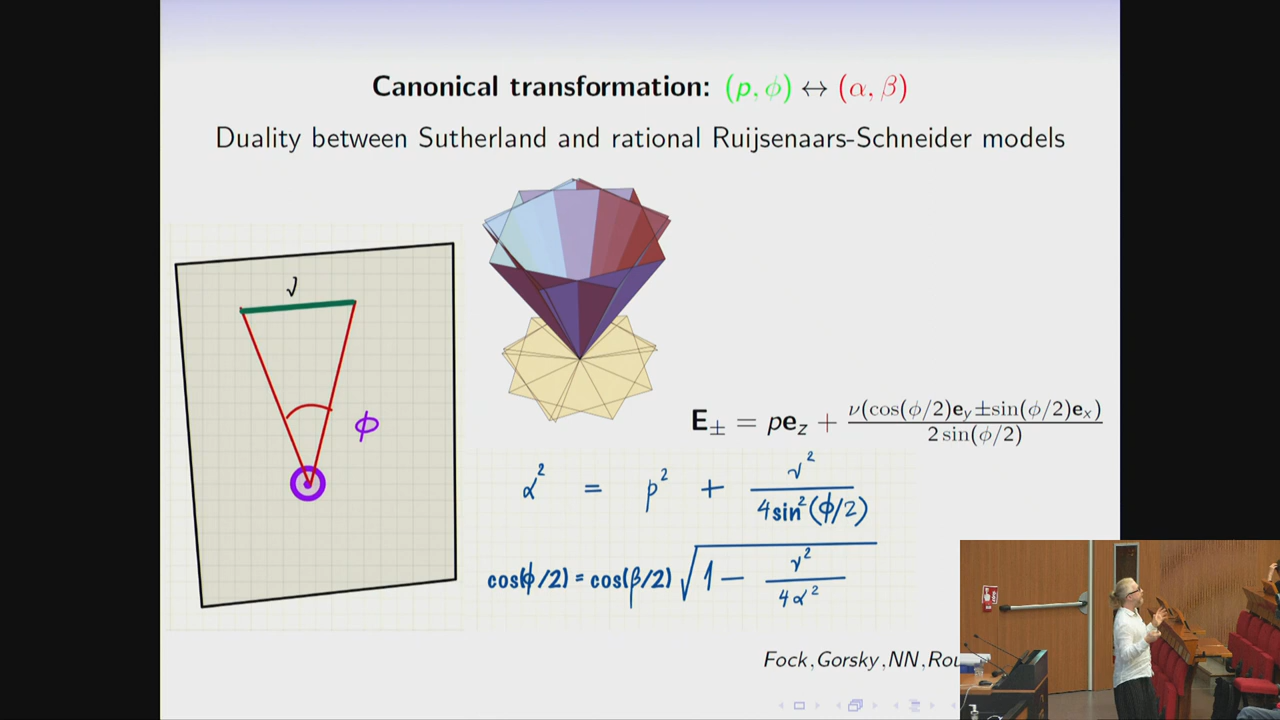 Canonical transformation: (p, ϕ) ↔ (α, β)
Duality between Sutherland and rational Ruijsenaars-Schneider models
ν
ϕ
E± = pe_z + ν(cos(ϕ/2)e_y ± sin(ϕ/2)e_x) / 2 sin(ϕ/2)
α² = p² + ν² / 4sin²(ϕ/2)
cos(ϕ/2) = cos(β/2) √(1 − ν² / 4α²)
Fock,Gorsky,NN,